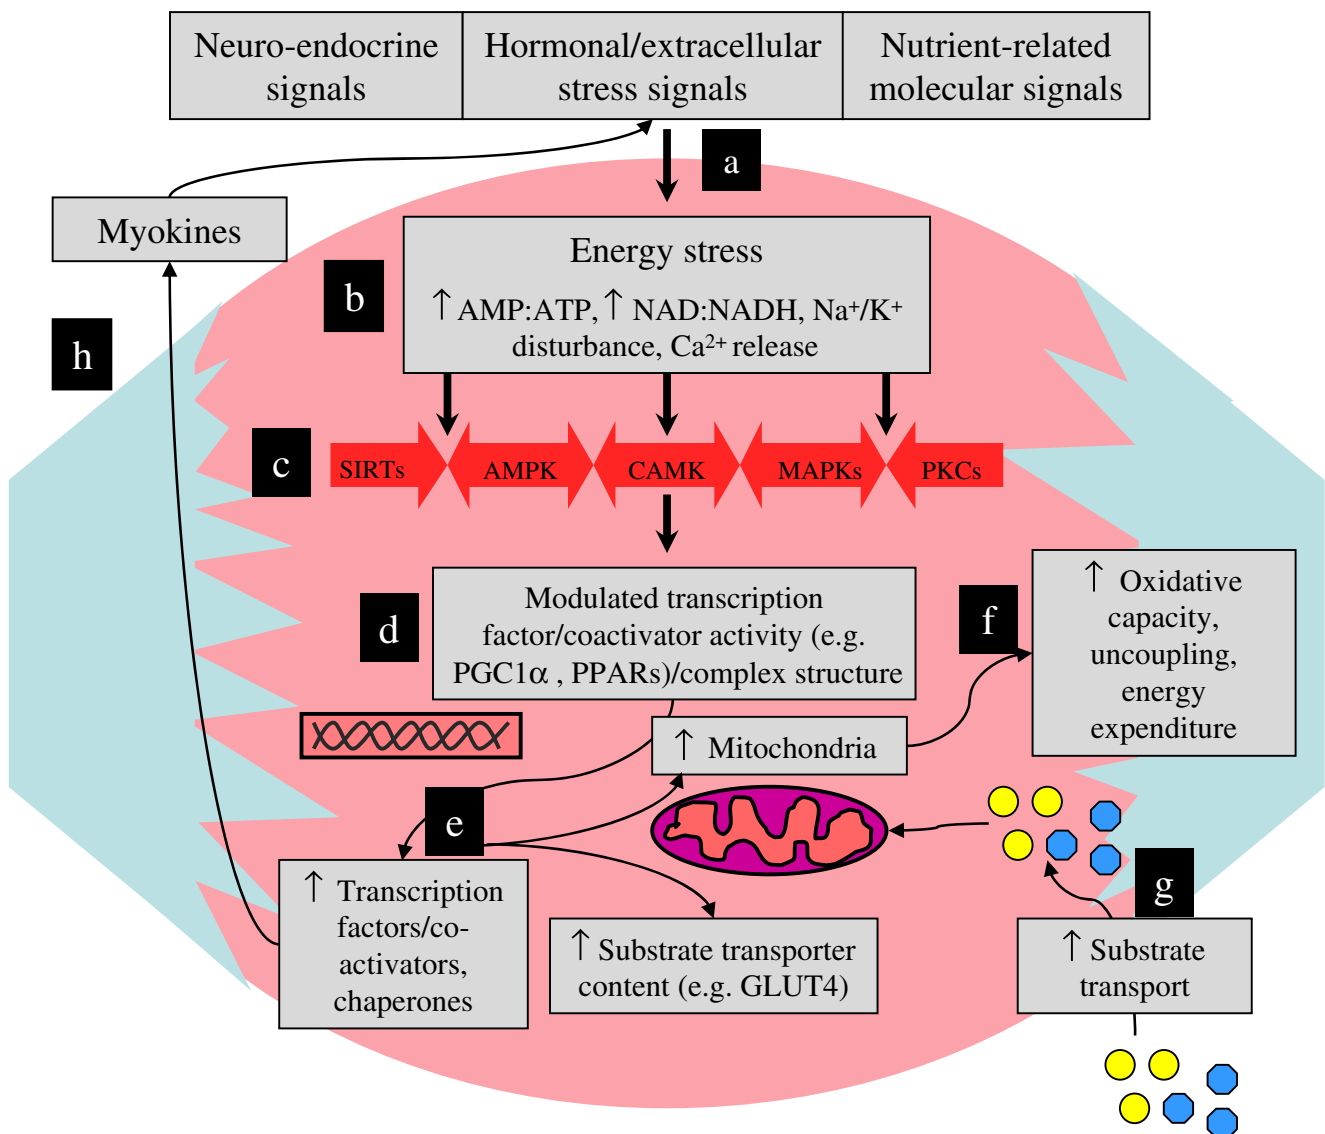 Neuro-endocrine
signals
Hormonal/extracellular
stress signals
Nutrient-related
molecular signals
a
Myokines
Energy stress
↑ AMP:ATP, ↑ NAD:NADH, Na⁺/K⁺
disturbance, Ca²⁺ release
b
h
c
SIRTs
AMPK
CAMK
MAPKs
PKCs
d
Modulated transcription
factor/coactivator activity (e.g.
PGC1α , PPARs)/complex structure
f
↑ Oxidative
capacity,
uncoupling,
energy
expenditure
↑ Mitochondria
e
↑ Transcription
factors/co-
activators,
chaperones
↑ Substrate transporter
content (e.g. GLUT4)
g
↑ Substrate
transport